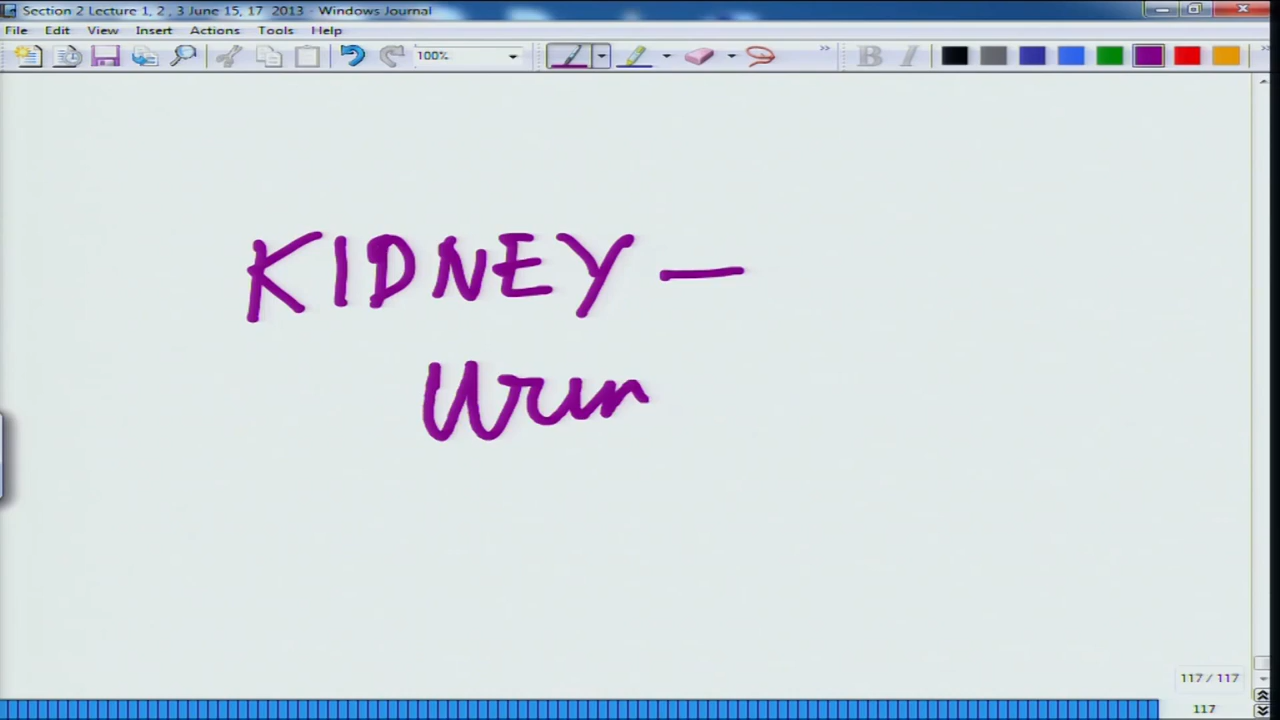 Section 2 Lecture 1, 2 , 3 June 15, 17 2013 - Windows Journal
File Edit View Insert Actions Tools Help
100% B I
KIDNEY —
Urin
117 / 117
117